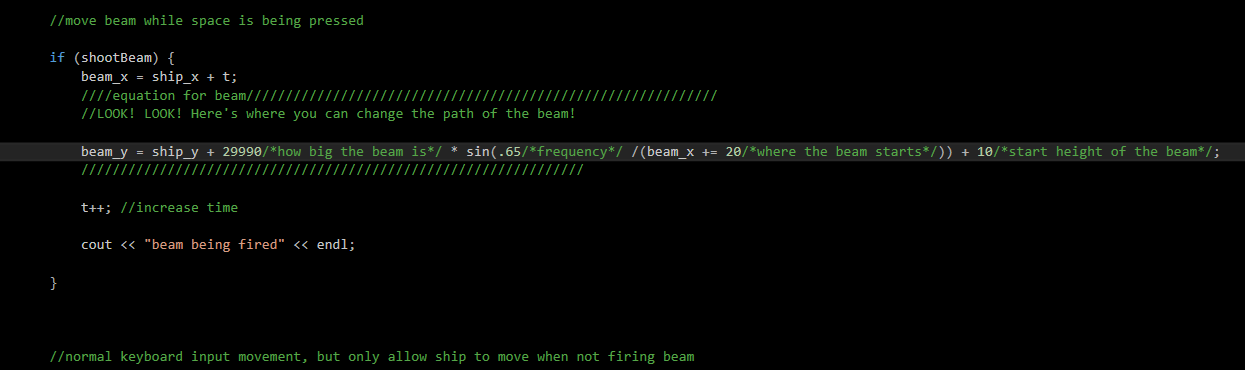 //move beam while space is being pressed
if (shootBeam) {
beam_x = ship_x + t;
////equation for beam////////////////////////////////////////////////////////////
//LOOK! LOOK! Here's where you can change the path of the beam!
beam_y = ship_y + 29990/*how big the beam is*/ * sin(.65/*frequency*/ /(beam_x += 20/*where the beam starts*/)) + 10/*start height of the beam*/;
////////////////////////////////////////////////////////////////
t++; //increase time
cout << "beam being fired" << endl;
}
//normal keyboard input movement, but only allow ship to move when not firing beam